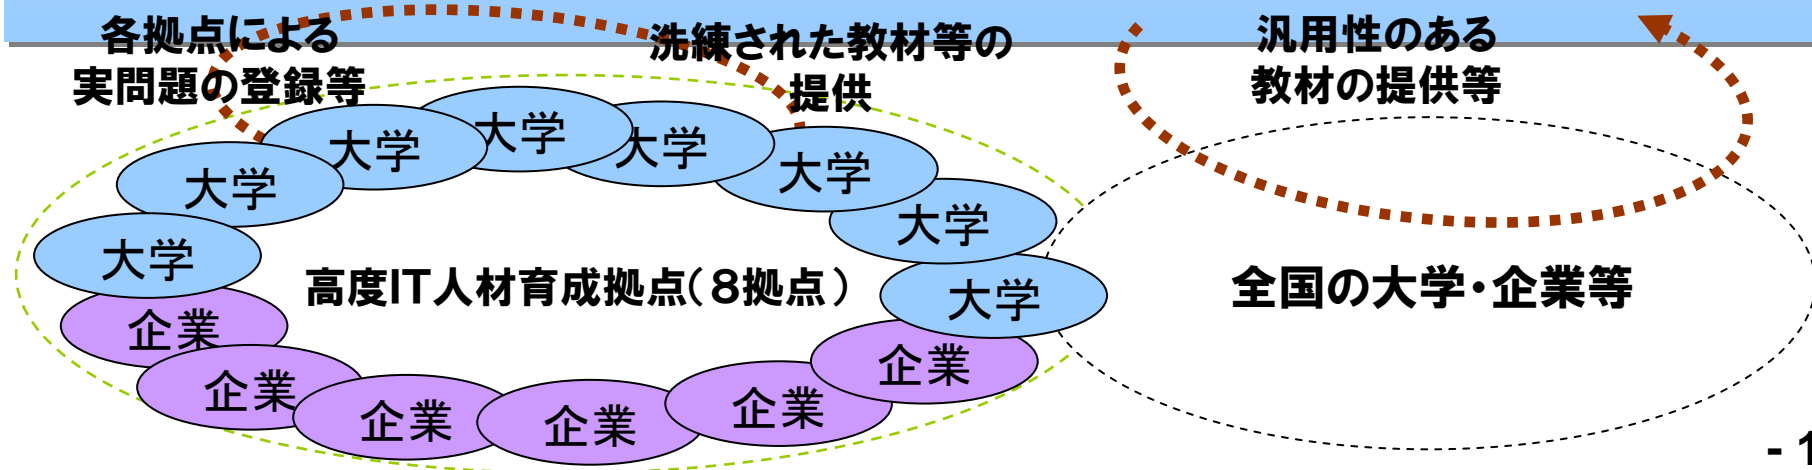 各拠点による
実問題の登録等
洗練された教材等の
提供
汎用性のある
教材の提供等
大学
大学
大学
大学
大学
大学
大学
大学
高度IT人材育成拠点(８拠点)
全国の大学・企業等
企業
企業
企業
企業
企業
企業
- 1